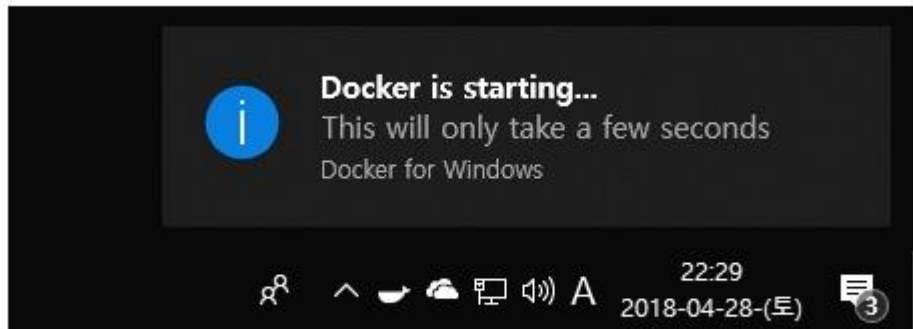 Docker is starting...
This will only take a few seconds
Docker for Windows
A
22:29
2018-04-28-(토)
3